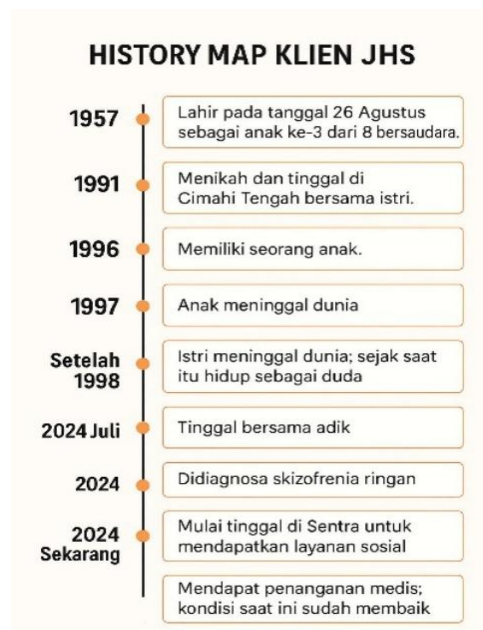 HISTORY MAP KLIEN JHS
1957
Lahir pada tanggal 26 Agustus
sebagai anak ke-3 dari 8 bersaudara.
1991
Menikah dan tinggal di
Cimahi Tengah bersama istri.
1996
Memiliki seorang anak.
1997
Anak meninggal dunia
Setelah
1998
Istri meninggal dunia; sejak saat
itu hidup sebagai duda
2024 Juli
Tinggal bersama adik
2024
Didiagnosa skizofrenia ringan
2024
Sekarang
Mulai tinggal di Sentra untuk
mendapatkan layanan sosial
Mendapat penanganan medis;
kondisi saat ini sudah membaik